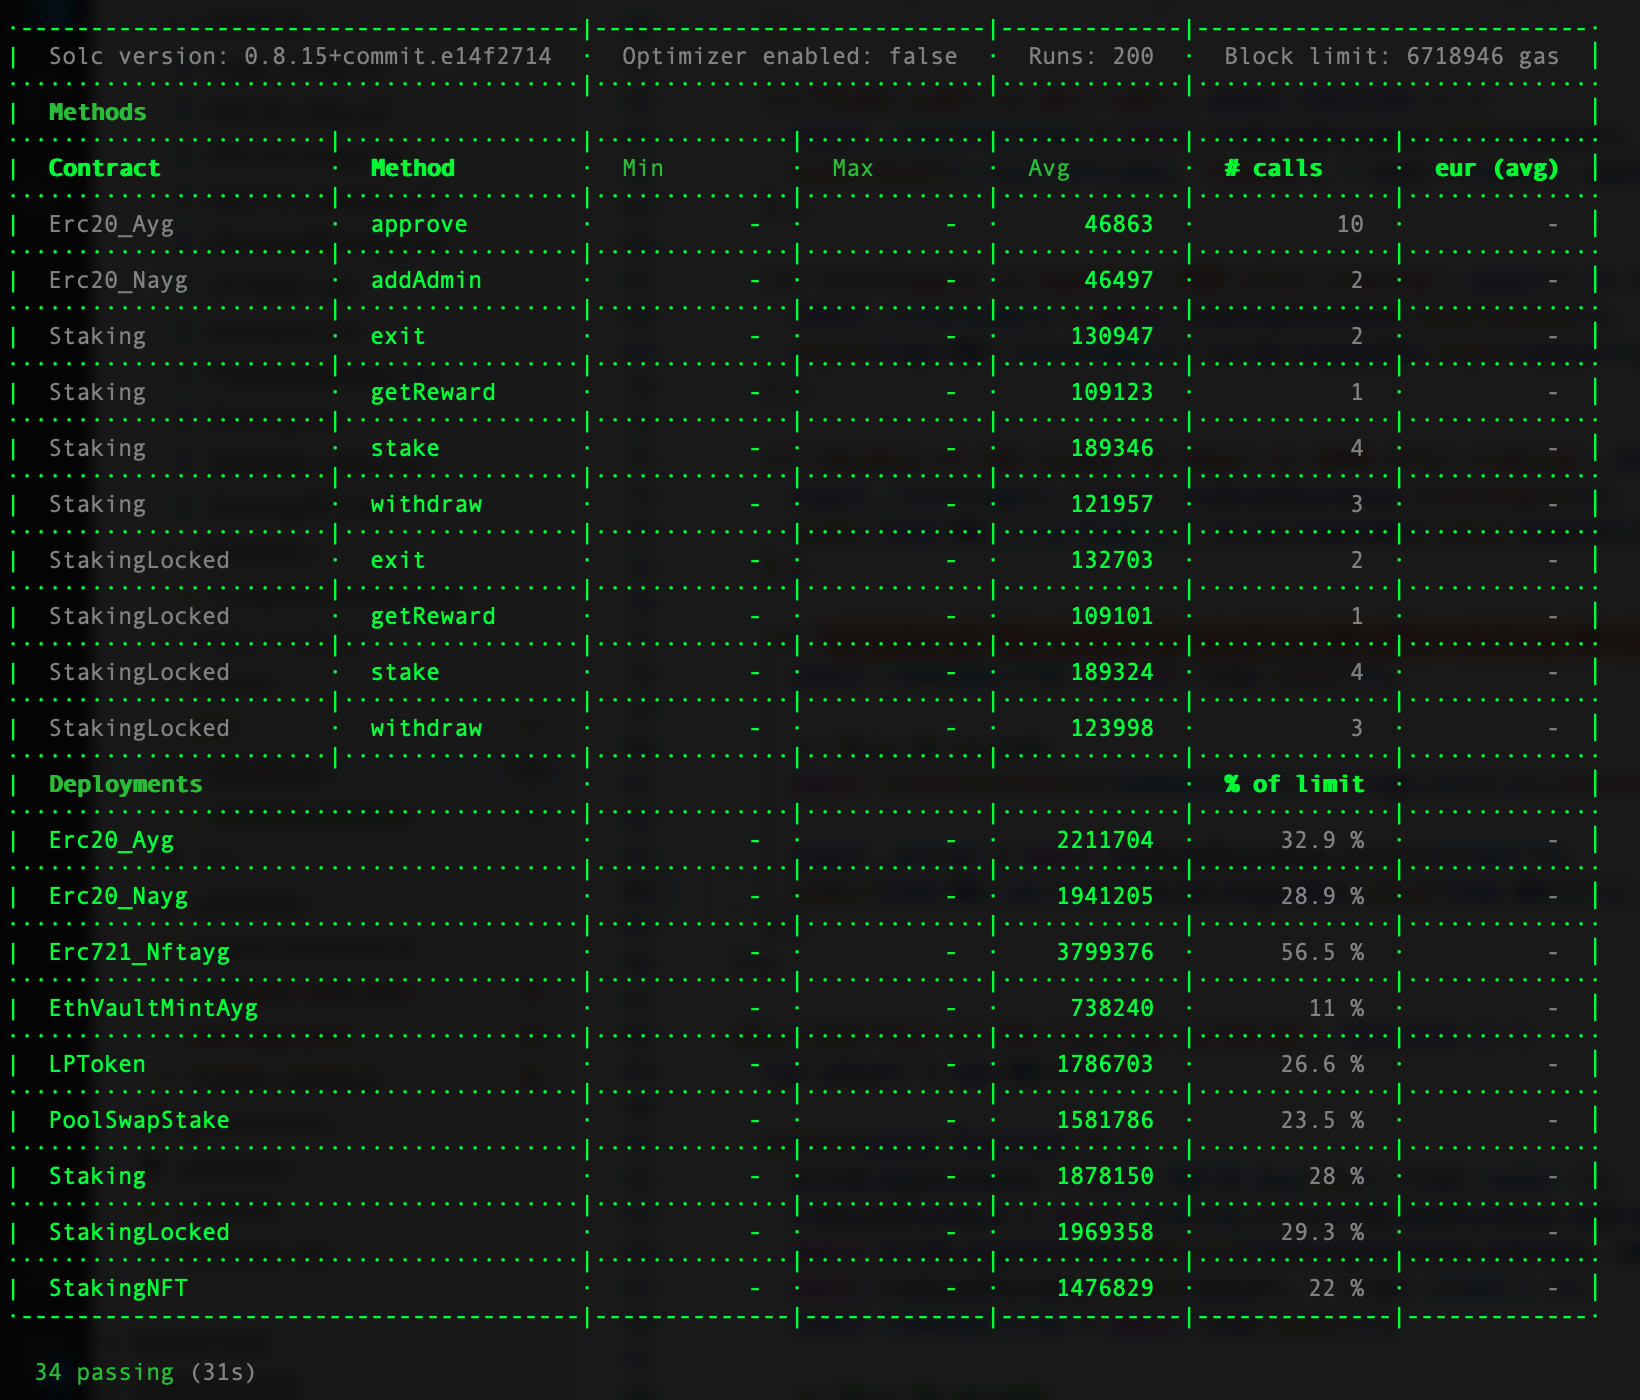 Solc version: 0.8.15+commit.e14f2714 · Optimizer enabled: false · Runs: 200 · Block limit: 6718946 gas
Methods
Contract · Method · Min · Max · Avg · # calls · eur (avg)
Erc20_Ayg · approve · - · - · 46863 · 10 · -
Erc20_Nayg · addAdmin · - · - · 46497 · 2 · -
Staking · exit · - · - · 130947 · 2 · -
Staking · getReward · - · - · 109123 · 1 · -
Staking · stake · - · - · 189346 · 4 · -
Staking · withdraw · - · - · 121957 · 3 · -
StakingLocked · exit · - · - · 132703 · 2 · -
StakingLocked · getReward · - · - · 109101 · 1 · -
StakingLocked · stake · - · - · 189324 · 4 · -
StakingLocked · withdraw · - · - · 123998 · 3 · -
Deployments · · % of limit ·
Erc20_Ayg · - · - · 2211704 · 32.9 % · -
Erc20_Nayg · - · - · 1941205 · 28.9 % · -
Erc721_Nftayg · - · - · 3799376 · 56.5 % · -
EthVaultMintAyg · - · - · 738240 · 11 % · -
LPToken · - · - · 1786703 · 26.6 % · -
PoolSwapStake · - · - · 1581786 · 23.5 % · -
Staking · - · - · 1878150 · 28 % · -
StakingLocked · - · - · 1969358 · 29.3 % · -
StakingNFT · - · - · 1476829 · 22 % · -
34 passing (31s)